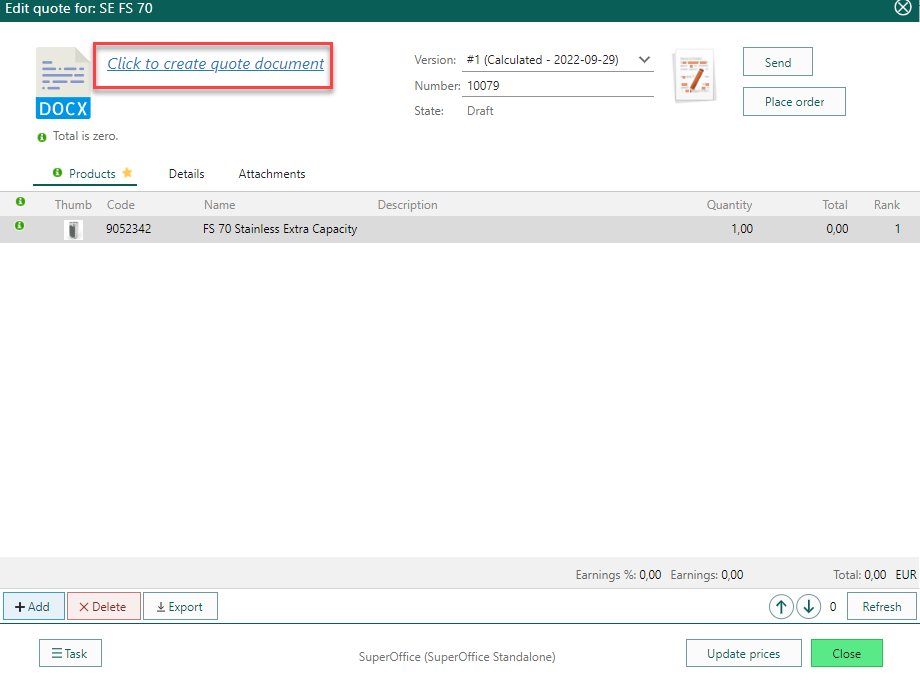 Edit quote for: SE FS 70
DOCX
Click to create quote document
Version: #1 (Calculated - 2022-09-29)
Number: 10079
State: Draft
Send
Place order
Total is zero.
Products Details Attachments
Thumb Code Name Description Quantity Total Rank
9052342 FS 70 Stainless Extra Capacity 1,00 0,00 1
Earnings %: 0,00 Earnings: 0,00 Total: 0,00 EUR
Add Delete Export 0 Refresh
Task SuperOffice (SuperOffice Standalone) Update prices Close